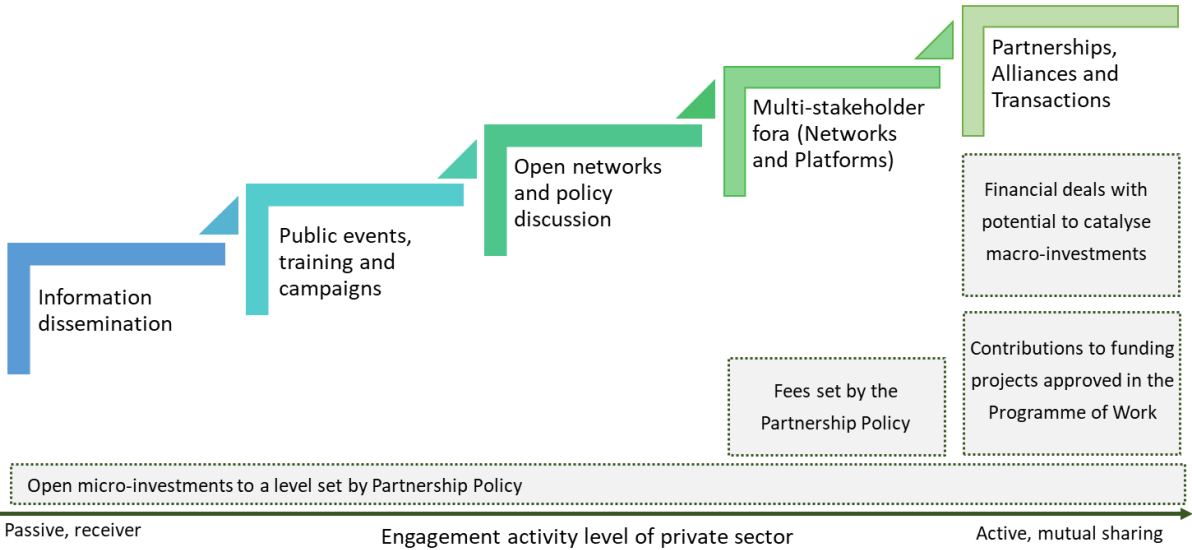 Partnerships,
Alliances and
Transactions
Multi-stakeholder
fora (Networks
and Platforms)
Open networks
and policy
discussion
Public events,
training and
campaigns
Information
dissemination
Financial deals with
potential to catalyse
macro-investments
Contributions to funding
projects approved in the
Programme of Work
Fees set by the
Partnership Policy
Open micro-investments to a level set by Partnership Policy
Passive, receiver
Engagement activity level of private sector
Active, mutual sharing